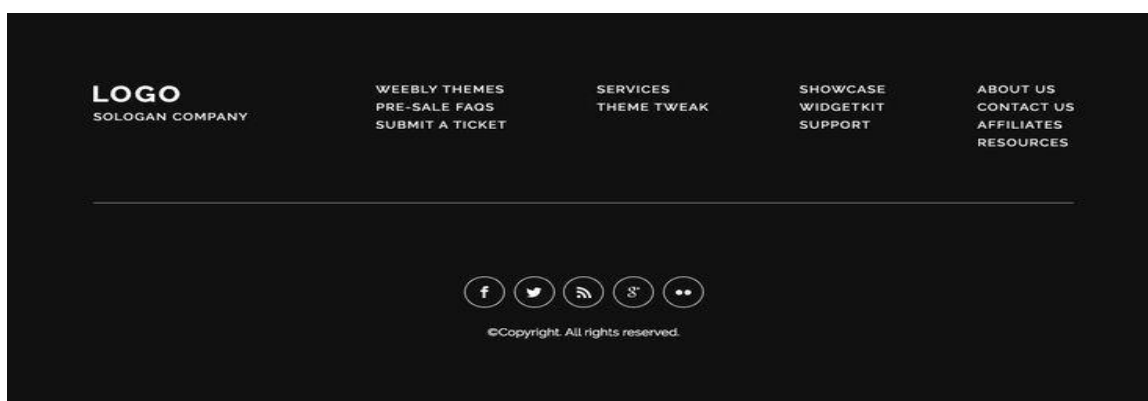 LOGO
SOLOGAN COMPANY
WEEBLY THEMES
PRE-SALE FAQS
SUBMIT A TICKET
SERVICES
THEME TWEAK
SHOWCASE
WIDGETKIT
SUPPORT
ABOUT US
CONTACT US
AFFILIATES
RESOURCES
©Copyright. All rights reserved.